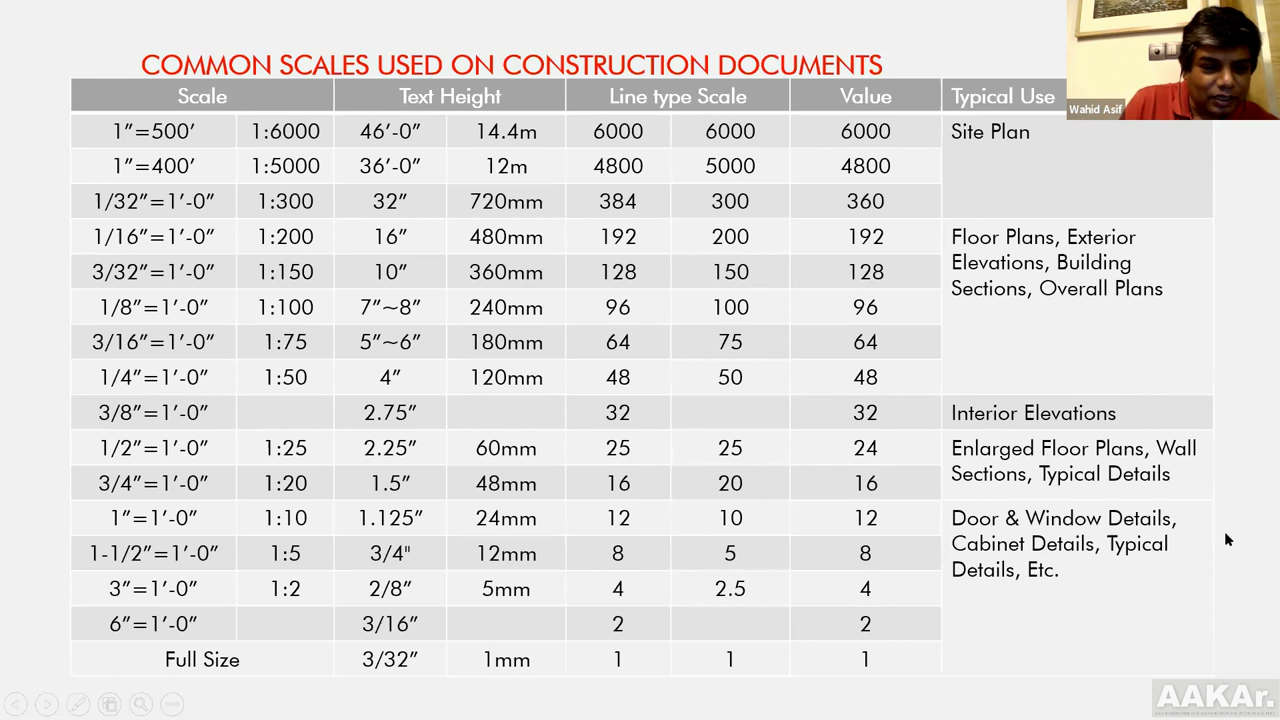 COMMON SCALES USED ON CONSTRUCTION DOCUMENTS
Scale Text Height Line type Scale Value Typical Use
Wahid Asif
1”=500’ 1:6000 46’-0” 14.4m 6000 6000 6000 Site Plan
1”=400’ 1:5000 36’-0” 12m 4800 5000 4800
1/32”=1’-0” 1:300 32” 720mm 384 300 360
1/16”=1’-0” 1:200 16” 480mm 192 200 192 Floor Plans, Exterior
Elevations, Building
3/32”=1’-0” 1:150 10” 360mm 128 150 128
Sections, Overall Plans
1/8”=1’-0” 1:100 7”~8” 240mm 96 100 96
3/16”=1’-0” 1:75 5”~6” 180mm 64 75 64
1/4”=1’-0” 1:50 4” 120mm 48 50 48
3/8”=1’-0” 2.75” 32 32 Interior Elevations
1/2”=1’-0” 1:25 2.25” 60mm 25 25 24 Enlarged Floor Plans, Wall
Sections, Typical Details
3/4”=1’-0” 1:20 1.5” 48mm 16 20 16
1”=1’-0” 1:10 1.125” 24mm 12 10 12 Door & Window Details,
Cabinet Details, Typical
1-1/2”=1’-0” 1:5 3/4" 12mm 8 5 8
Details, Etc.
3”=1’-0” 1:2 2/8” 5mm 4 2.5 4
6”=1’-0” 3/16” 2 2
Full Size 3/32” 1mm 1 1 1
AAKAr.